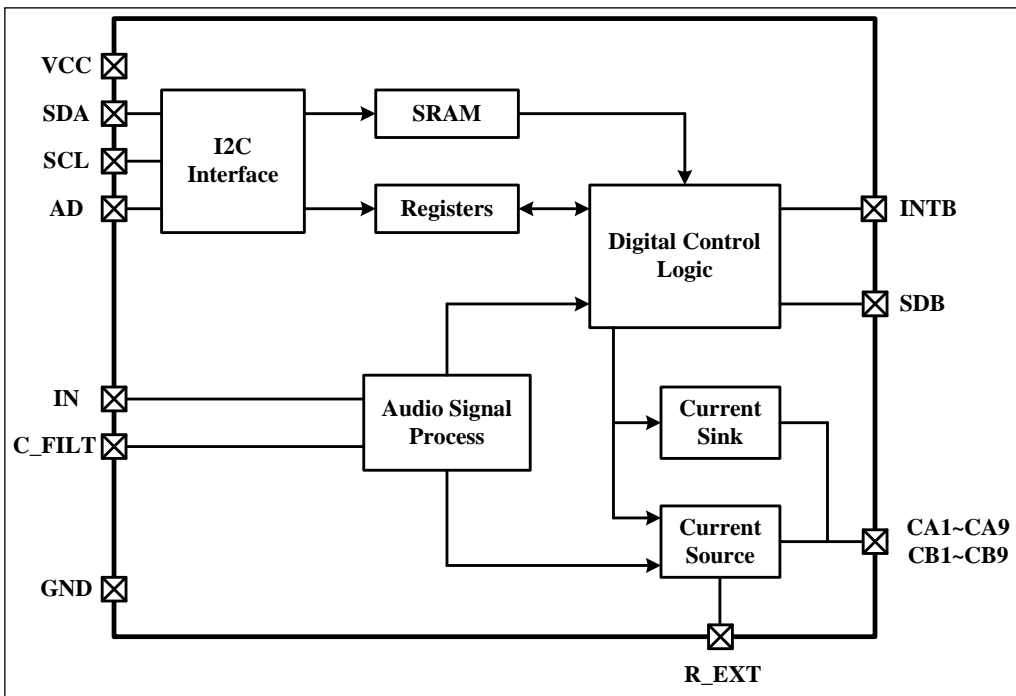 VCC
SDA
SCL
AD
I2C
Interface
SRAM
Registers
Digital Control
Logic
INTB
SDB
IN
C_FILT
Audio Signal
Process
Current
Sink
Current
Source
CA1~CA9
CB1~CB9
GND
R_EXT